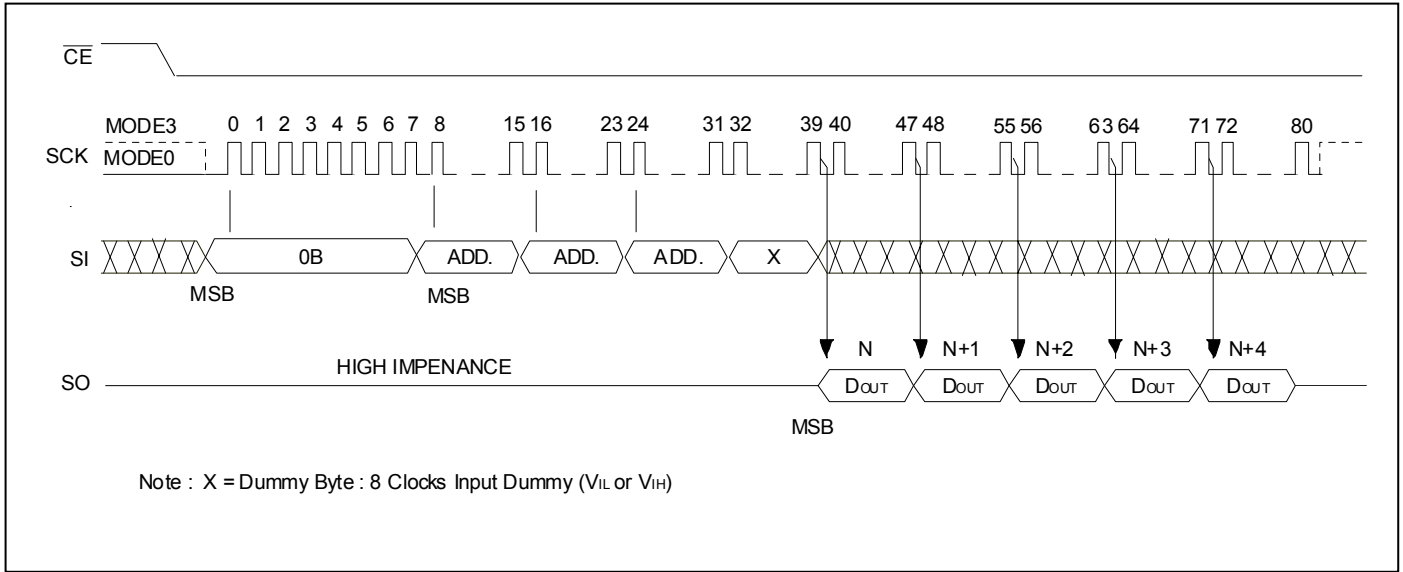 CE
MODE3 0 1 2 3 4 5 6 7 8 15 16 23 24 31 32 39 40 47 48 55 56 63 64 71 72 80
SCK MODE0
SI 0B ADD. ADD. ADD. X
MSB MSB
N N+1 N+2 N+3 N+4
HIGH IMPENANCE
SO DOUT DOUT DOUT DOUT DOUT
MSB
Note : X = Dummy Byte : 8 Clocks Input Dummy (VIL or VIH)